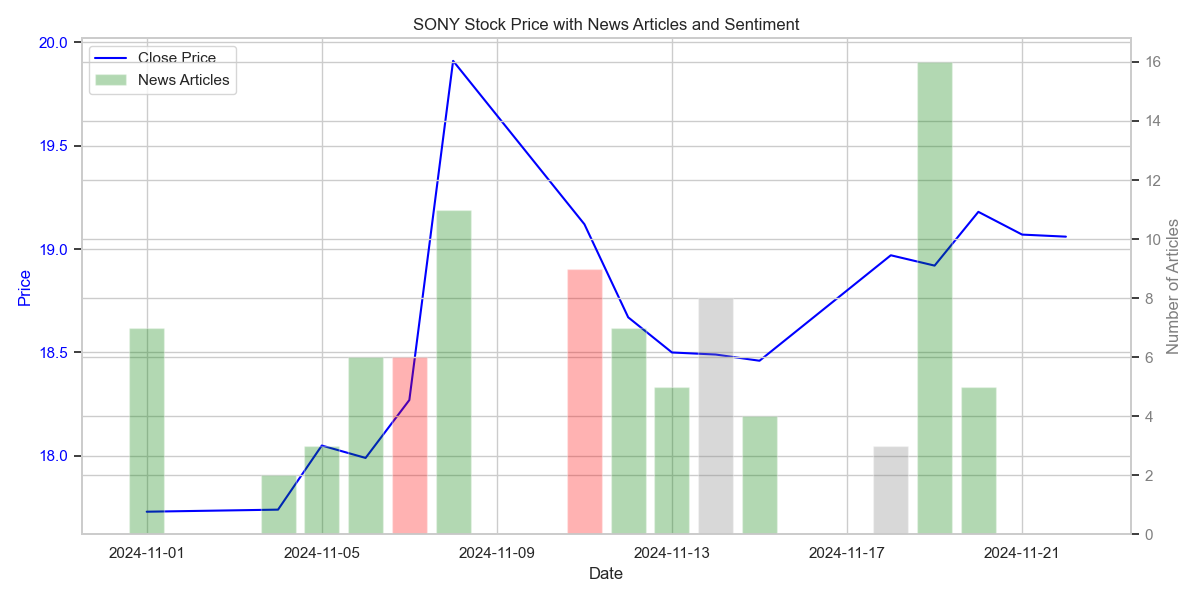 SONY Stock Price with News Articles and Sentiment
Close Price
News Articles
20.0
19.5
19.0
18.5
18.0
Price
16
14
12
10
8
6
4
2
0
Number of Articles
2024-11-01 2024-11-05 2024-11-09 2024-11-13 2024-11-17 2024-11-21
Date